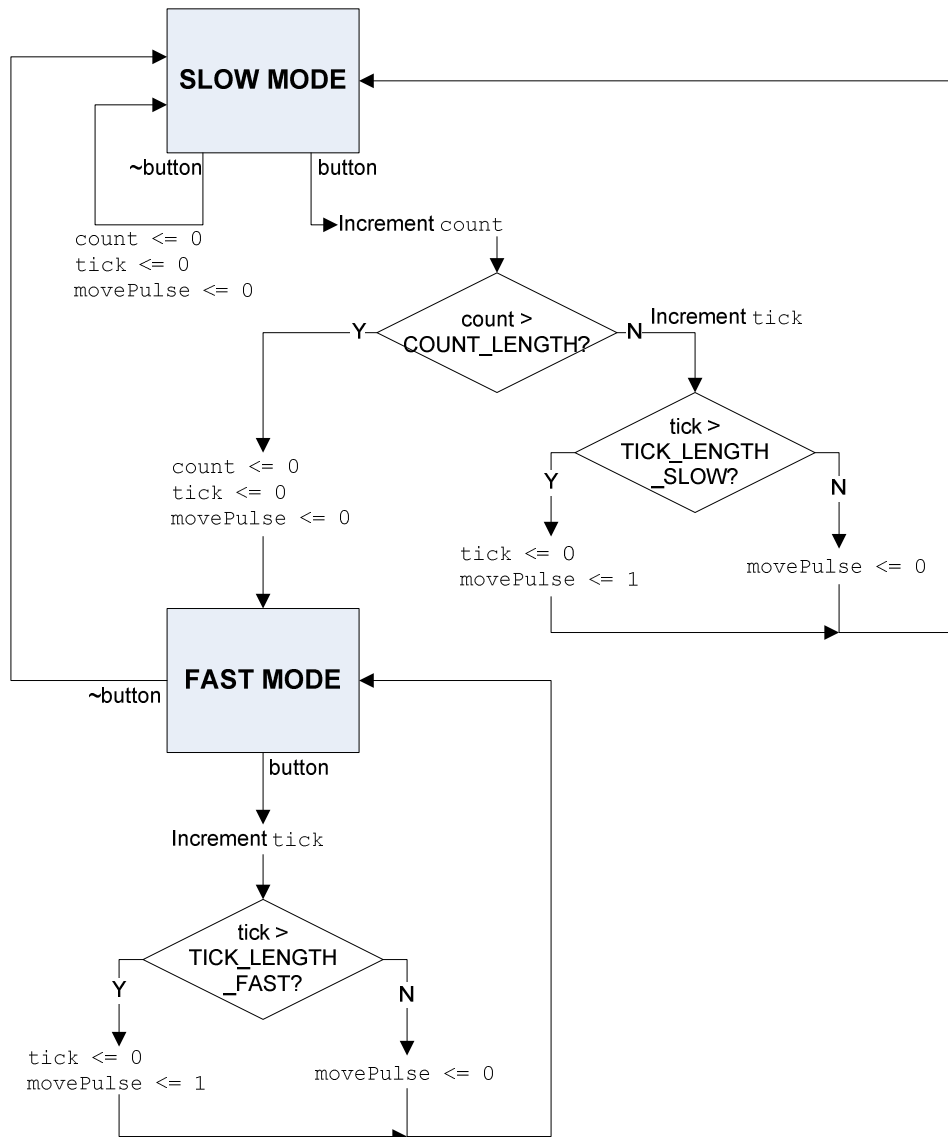 SLOW MODE
~button
button
count <= 0
tick <= 0
movePulse <= 0
Increment count
count >
COUNT_LENGTH?
Y
N
Increment tick
tick >
TICK_LENGTH
_SLOW?
Y
N
tick <= 0
movePulse <= 1
movePulse <= 0
count <= 0
tick <= 0
movePulse <= 0
FAST MODE
~button
button
Increment tick
tick >
TICK_LENGTH
_FAST?
Y
N
tick <= 0
movePulse <= 1
movePulse <= 0